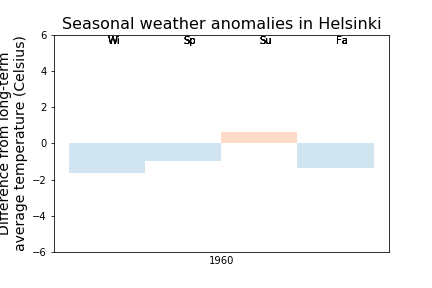 Seasonal weather anomalies in Helsinki
Difference from long-term
average temperature (Celsius)
6
4
2
0
−2
−4
−6
Wi Sp Su Fa
1960